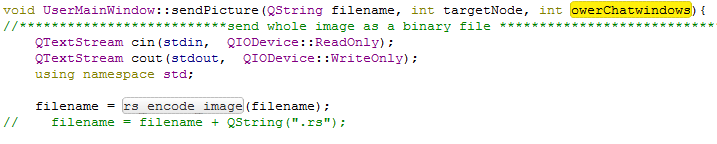 void UserMainWindow::sendPicture(QString filename, int targetNode, int owerChatwindows){
//**************************send whole image as a binary file ***************************
QTextStream cin(stdin,  QIODevice::ReadOnly);
QTextStream cout(stdout,  QIODevice::WriteOnly);
using namespace std;
filename = rs_encode_image(filename);
//    filename = filename + QString(".rs");